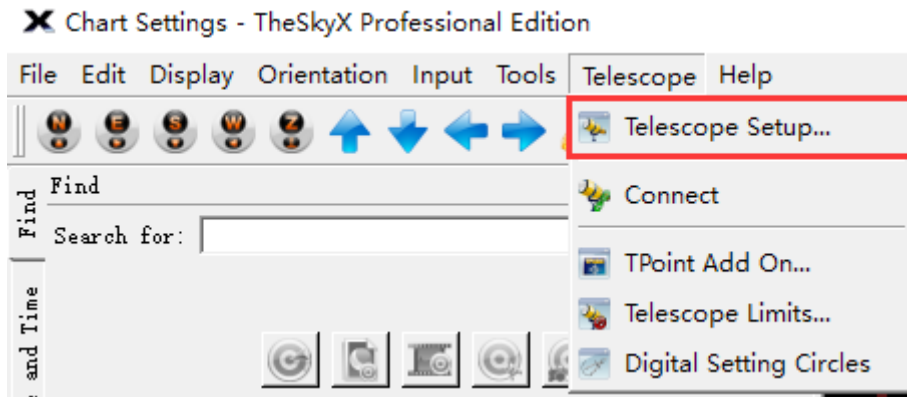 Chart Settings - TheSkyX Professional Edition
File Edit Display Orientation Input Tools Telescope Help
N E S W Z
Telescope Setup...
Find
Find
Connect
Search for:
TPoint Add On...
and Time
Telescope Limits...
Digital Setting Circles